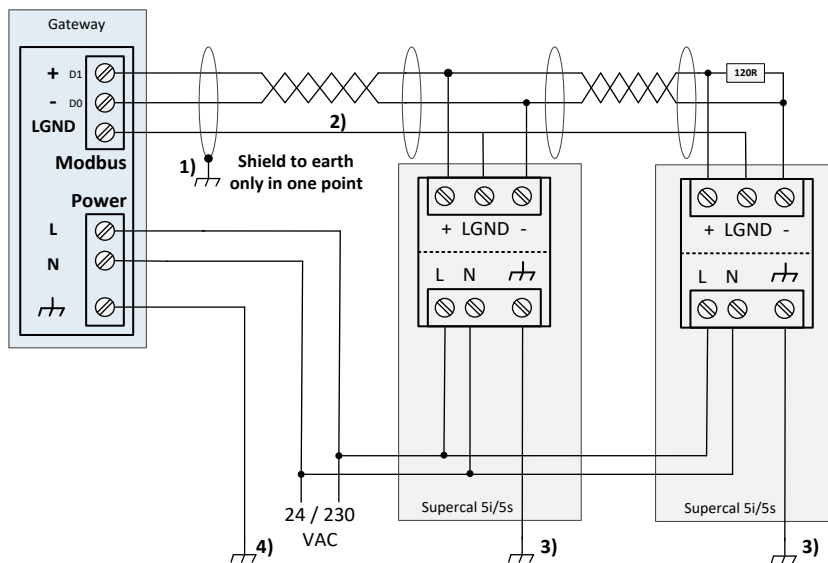 Gateway
+ D1
- D0
LGND
Modbus
Power
L
N
1)
Shield to earth
only in one point
2)
120R
+ LGND -
L N
Supercal 5i/5s
3)
+ LGND -
L N
Supercal 5i/5s
3)
24 / 230
VAC
4)